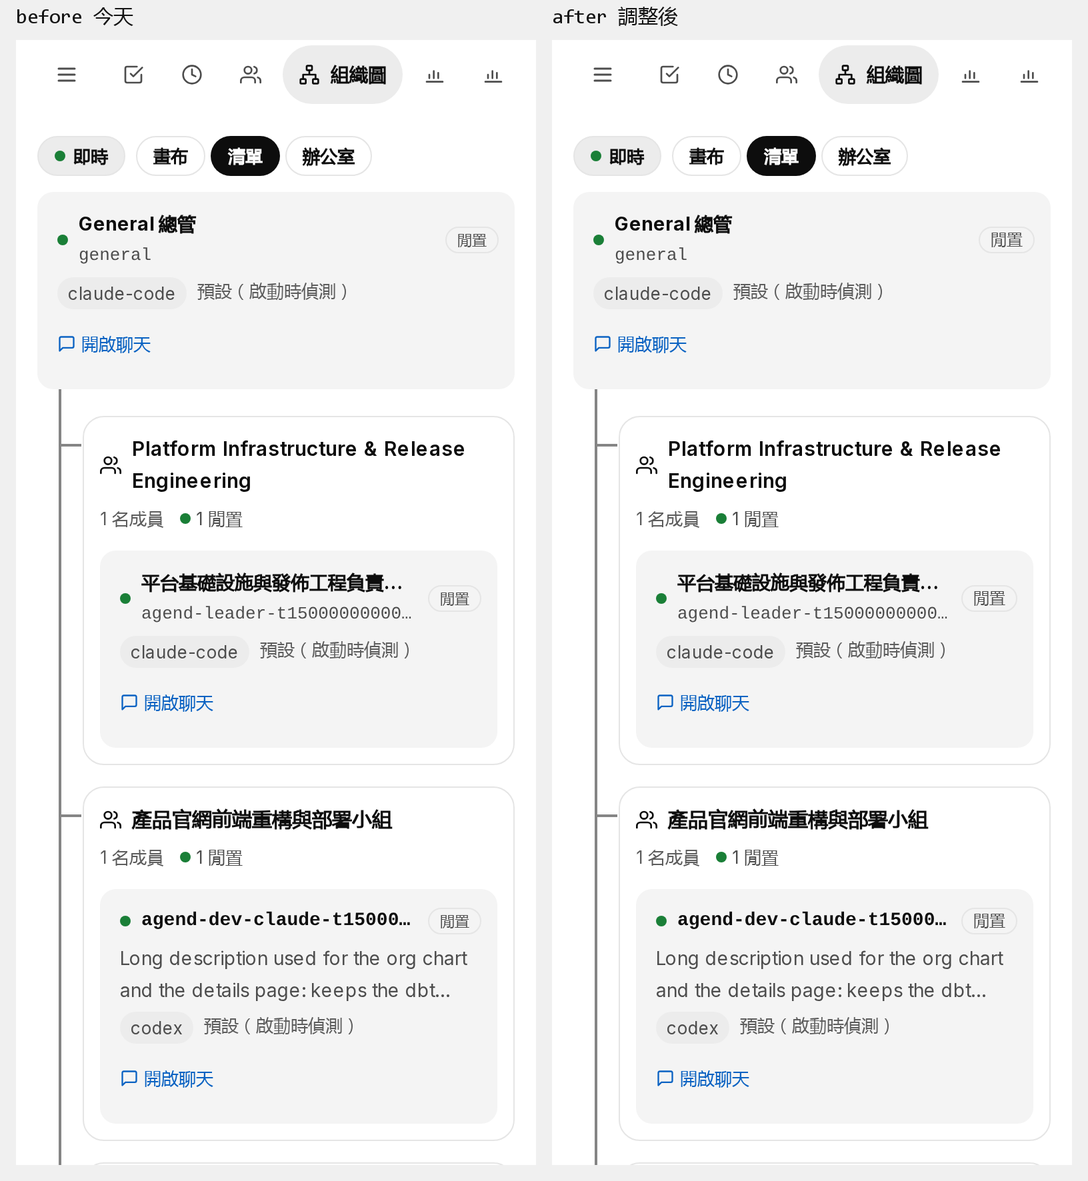 before 今天
組織圖
即時
畫布
清單
辦公室
General 總管
general
閒置
claude-code
預設（啟動時偵測）
開啟聊天
Platform Infrastructure & Release
Engineering
1 名成員
1 閒置
平台基礎設施與發佈工程負責…
agend-leader-t15000000000…
閒置
claude-code
預設（啟動時偵測）
開啟聊天
產品官網前端重構與部署小組
1 名成員
1 閒置
agend-dev-claude-t15000…
閒置
Long description used for the org chart
and the details page: keeps the dbt…
codex
預設（啟動時偵測）
開啟聊天
after 調整後
組織圖
即時
畫布
清單
辦公室
General 總管
general
閒置
claude-code
預設（啟動時偵測）
開啟聊天
Platform Infrastructure & Release
Engineering
1 名成員
1 閒置
平台基礎設施與發佈工程負責…
agend-leader-t15000000000…
閒置
claude-code
預設（啟動時偵測）
開啟聊天
產品官網前端重構與部署小組
1 名成員
1 閒置
agend-dev-claude-t15000…
閒置
Long description used for the org chart
and the details page: keeps the dbt…
codex
預設（啟動時偵測）
開啟聊天